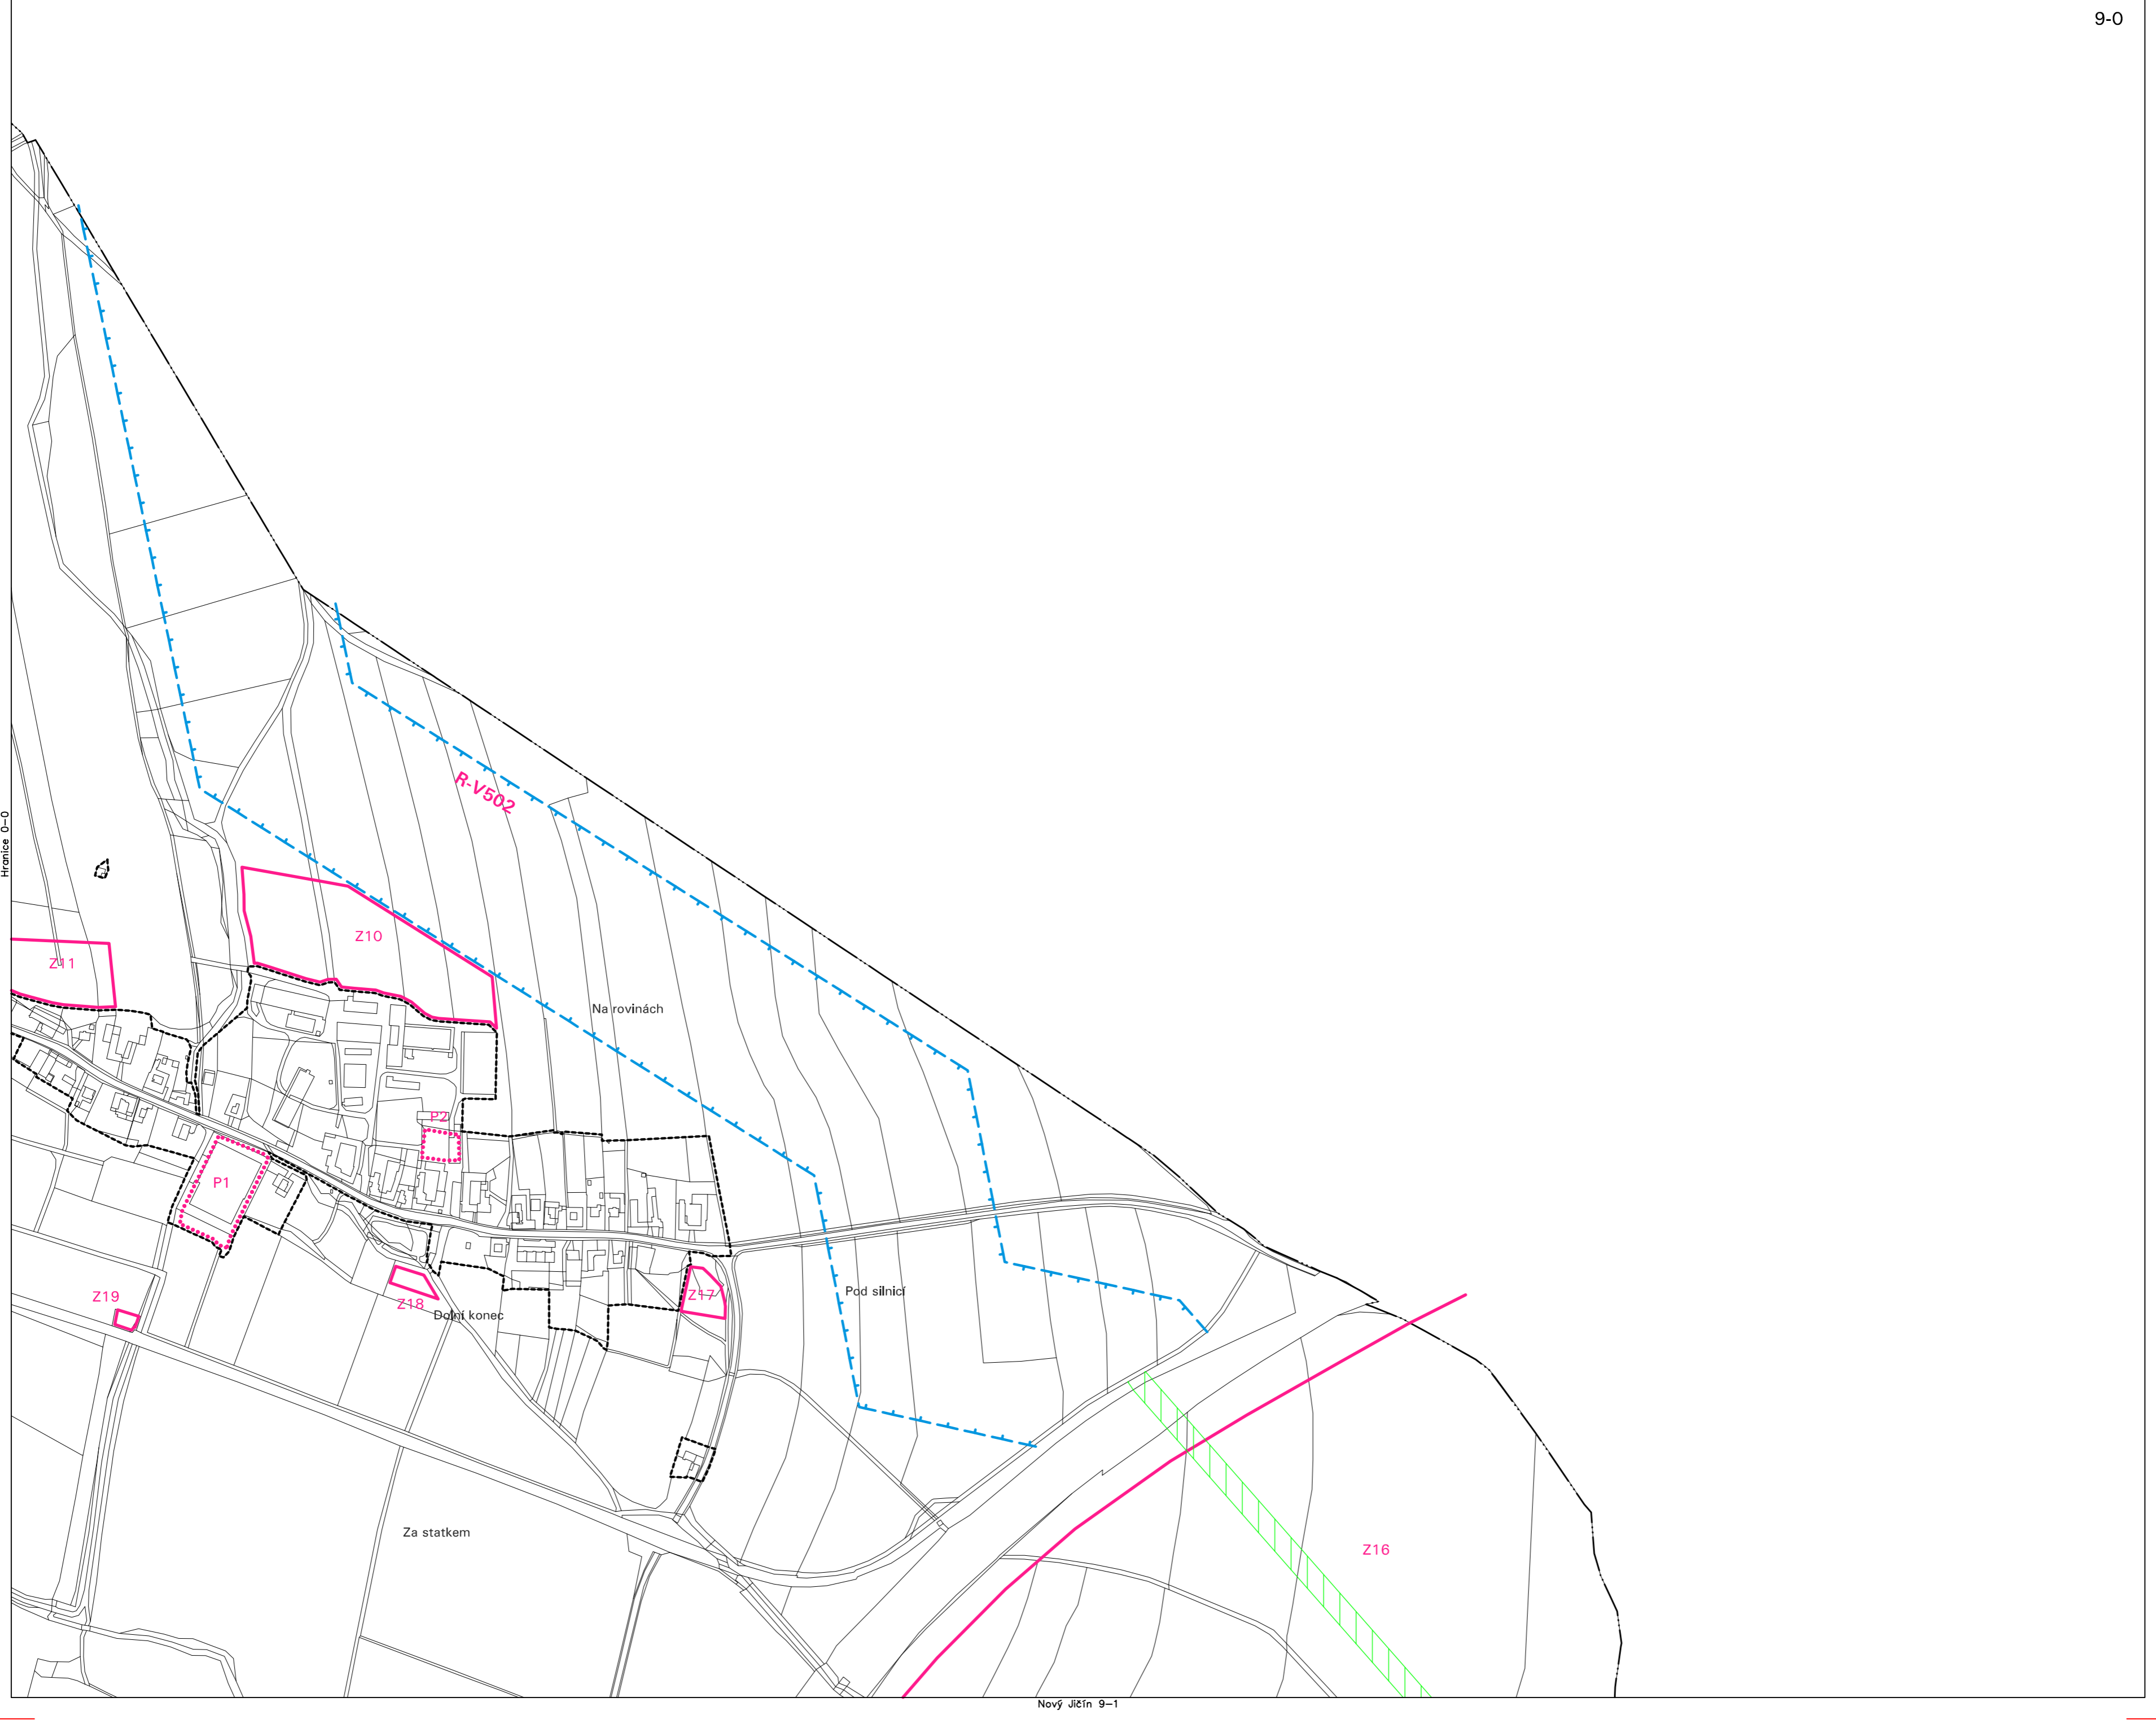 9-0
R-V502
Hranice 0-0
Z10
Z11
Na rovinách
P2
P1
Z19
Z18
Z17
Pod silnicí
Dolní konec
Za statkem
Z16
Nový Jičín 9-1